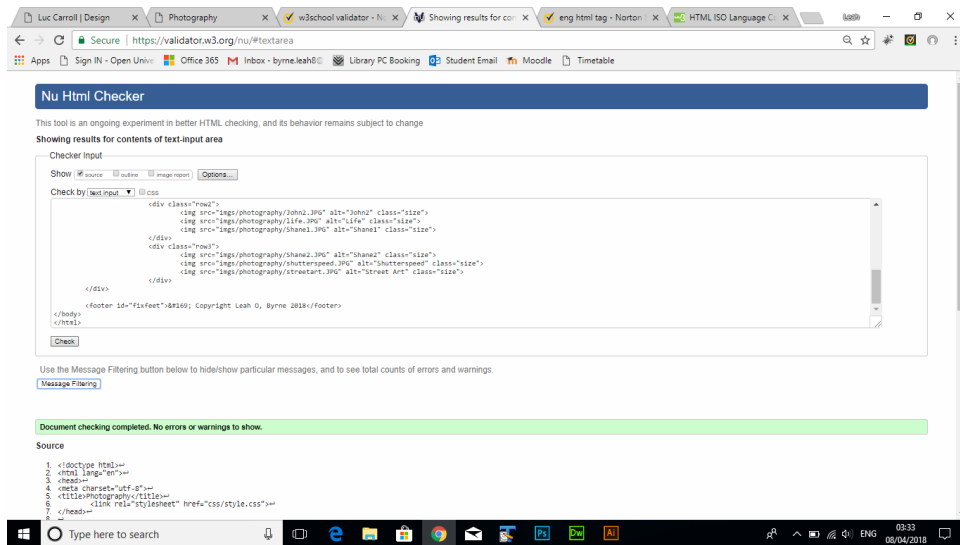 Luc Carroll | Design
Photography
w3school validator - No
Showing results for con
eng html tag - Norton
HTML ISO Language C
Leah
Secure | https://validator.w3.org/nu/#textarea
Apps
Sign IN - Open Unive
Office 365
Inbox - byrne.leah8@
Library PC Booking
Student Email
Moodle
Timetable
Nu Html Checker
This tool is an ongoing experiment in better HTML checking, and its behavior remains subject to change
Showing results for contents of text-input area
Checker Input
Show source outline image report Options...
Check by text input css
<div class="row2">
<img src="imgs/photography/John2.JPG" alt="John2" class="size">
<img src="imgs/photography/life.JPG" alt="Life" class="size">
<img src="imgs/photography/Shane1.JPG" alt="Shane1" class="size">
</div>
<div class="row3">
<img src="imgs/photography/Shane2.JPG" alt="Shane2" class="size">
<img src="imgs/photography/shutterspeed.JPG" alt="Shutterspeed" class="size">
<img src="imgs/photography/streetart.JPG" alt="Street Art" class="size">
</div>
</div>
<footer id="fixfeet">&#169; Copyright Leah O, Byrne 2018</footer>
</body>
</html>
Check
Use the Message Filtering button below to hide/show particular messages, and to see total counts of errors and warnings.
Message Filtering
Document checking completed. No errors or warnings to show.
Source
1. <!doctype html>↩
2. <html lang="en">↩
3. <head>↩
4. <meta charset="utf-8">↩
5. <title>Photography</title>↩
6. <link rel="stylesheet" href="css/style.css">↩
7. </head>↩
8. ↩
Type here to search
Ps
Dw
Ai
ENG
03:33
08/04/2018